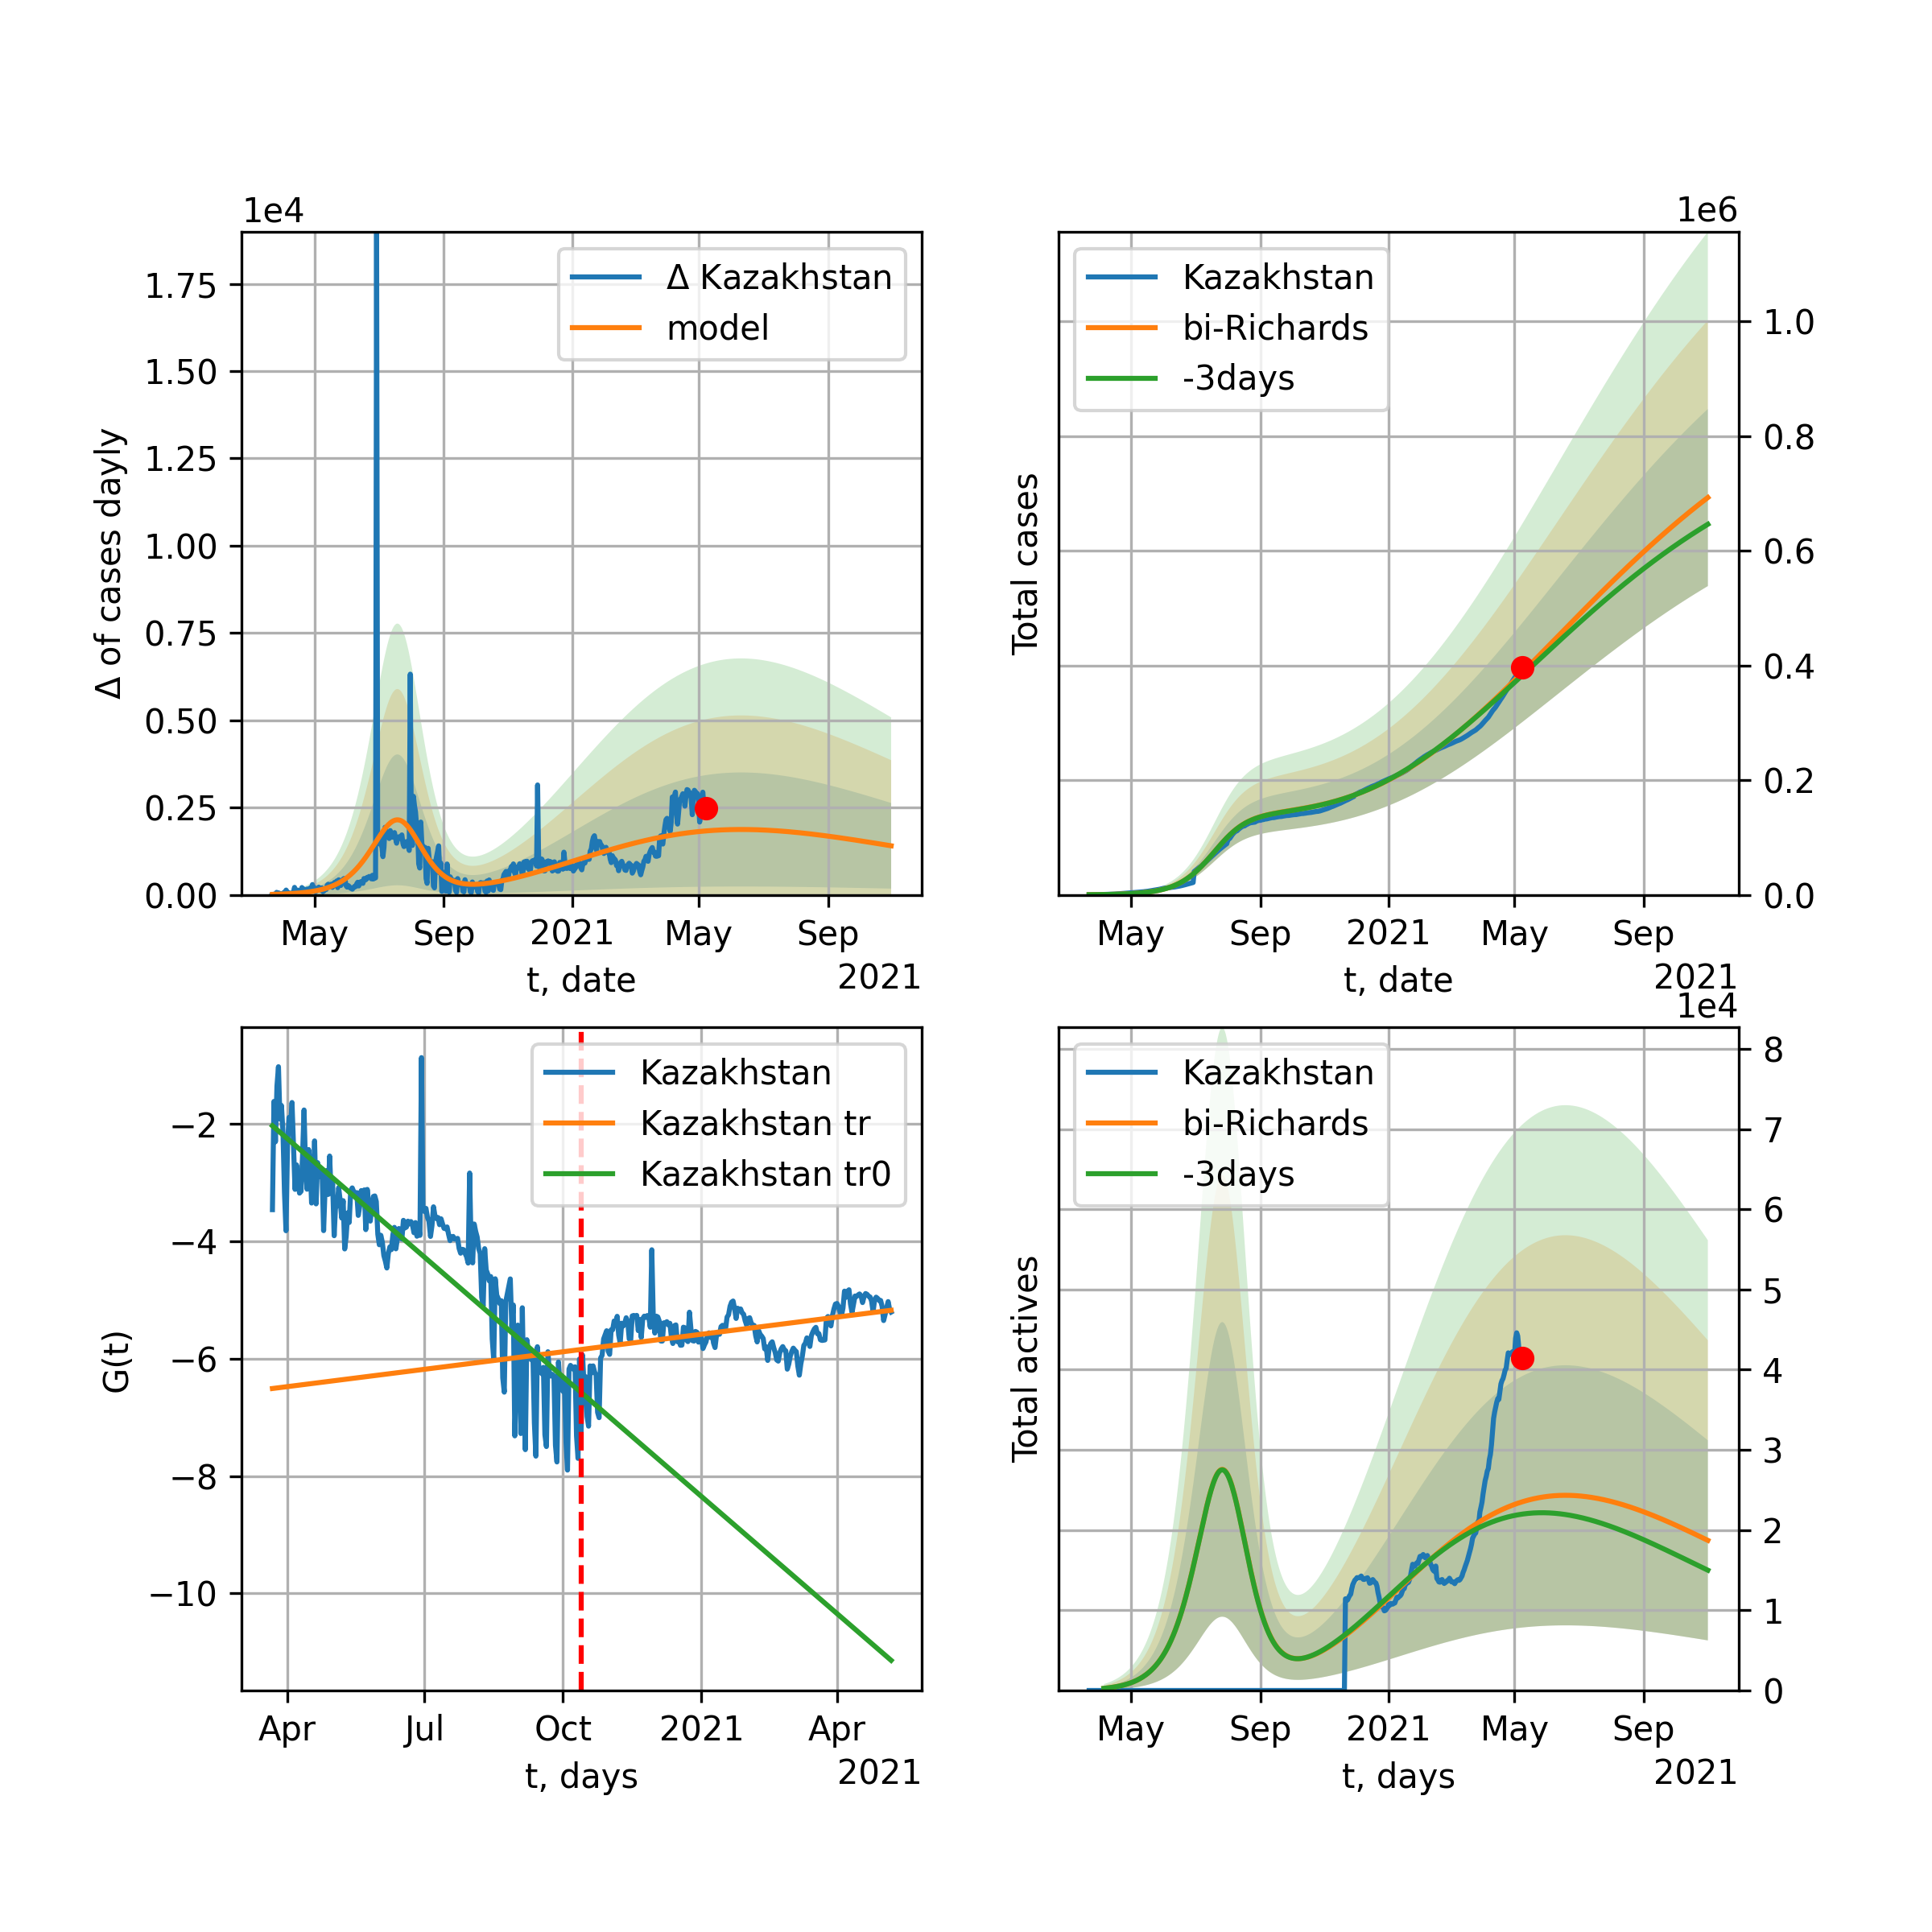 1e4
Δ of cases dayly
1.75
1.50
1.25
1.00
0.75
0.50
0.25
0.00
Δ Kazakhstan
model
May Sep 2021 May Sep
t, date
2021
1e6
Total cases
Kazakhstan
bi-Richards
-3days
1.0
0.8
0.6
0.4
0.2
0.0
May Sep 2021 May Sep
t, date
2021
G(t)
−2
−4
−6
−8
−10
Kazakhstan
Kazakhstan tr
Kazakhstan tr0
Apr Jul Oct 2021 Apr
t, days
2021
1e4
Total actives
Kazakhstan
bi-Richards
-3days
8
7
6
5
4
3
2
1
0
May Sep 2021 May Sep
t, days
2021